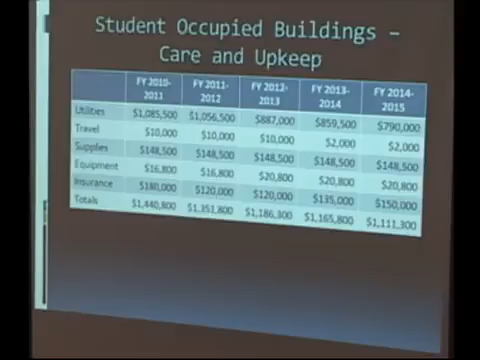 Student Occupied Buildings –
Care and Upkeep
FY 2010-2011 FY 2011-2012 FY 2012-2013 FY 2013-2014 FY 2014-2015
Utilities $1,085,500 $1,056,500 $887,000 $859,500 $790,000
Travel $10,000 $10,000 $10,000 $2,000 $2,000
Supplies $148,500 $148,500 $148,500 $148,500 $148,500
Equipment $16,800 $16,800 $20,800 $20,800 $20,800
Insurance $180,000 $120,000 $120,000 $135,000 $150,000
Totals $1,440,800 $1,351,800 $1,186,300 $1,165,800 $1,111,300